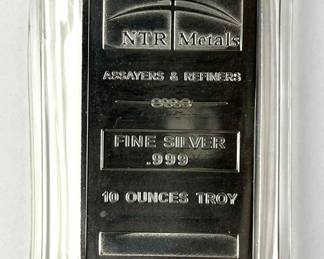 NTR Metals
ASSAYERS & REFINERS
FINE SILVER
.999
10 OUNCES TROY